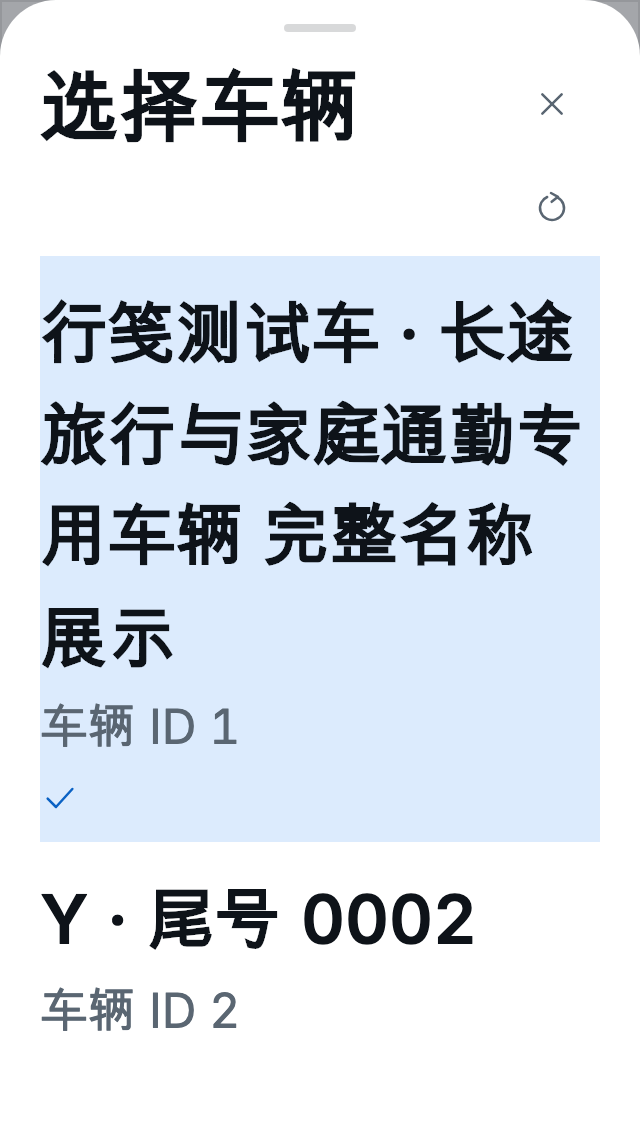 选择车辆
行笺测试车 · 长途
旅行与家庭通勤专
用车辆 完整名称
展示
车辆 ID 1
Y · 尾号 0002
车辆 ID 2